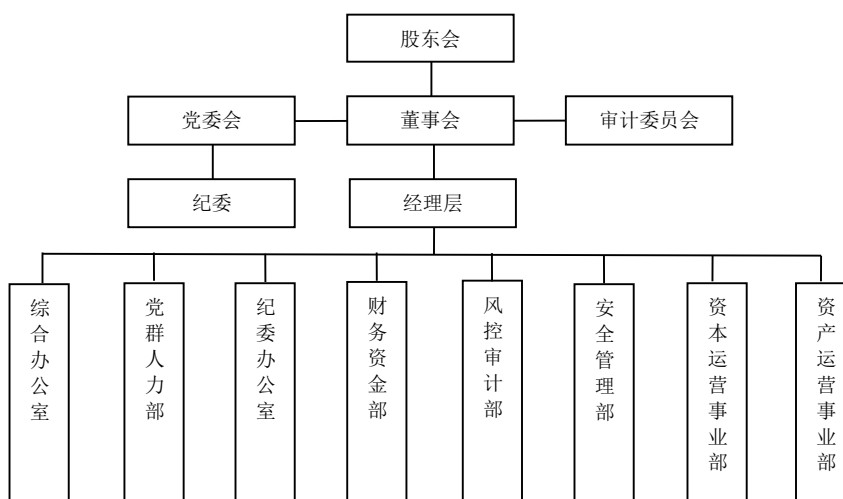 股东会
党委会
董事会
审计委员会
纪委
经理层
综合办公室
党群人力部
纪委办公室
财务资金部
风控审计部
安全管理部
资本运营事业部
资产运营事业部